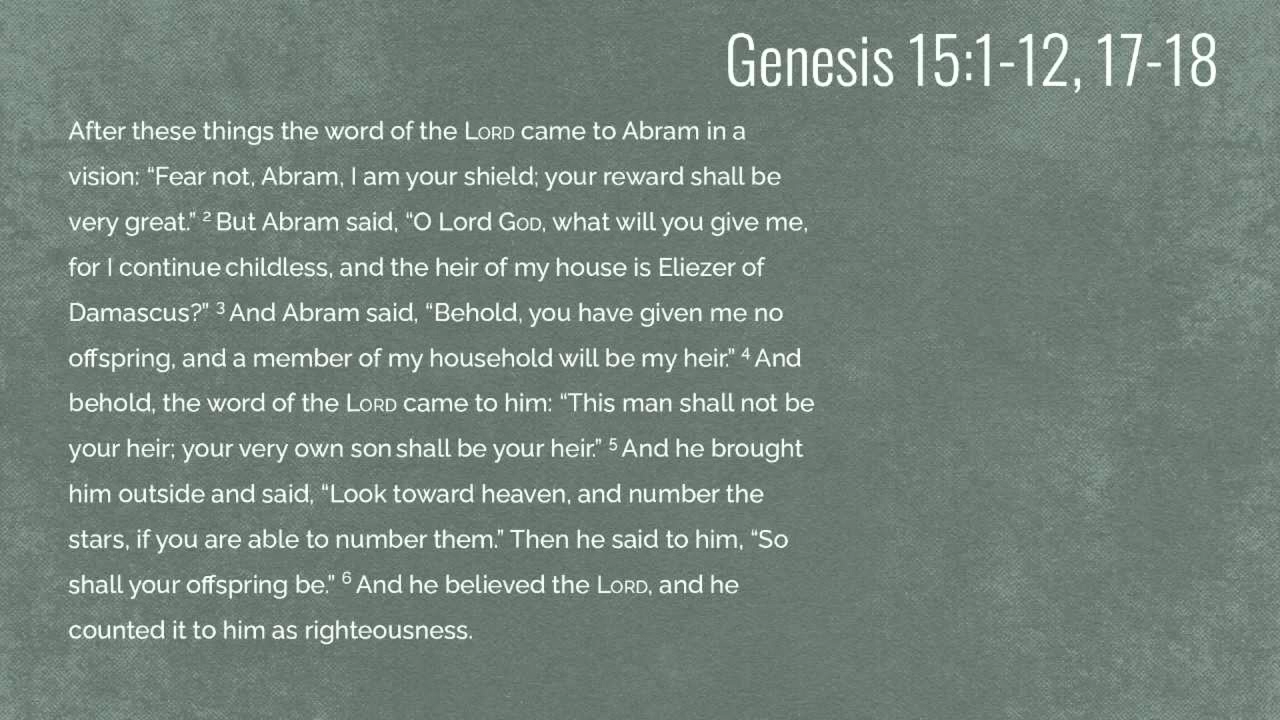 Genesis 15:1-12, 17-18
After these things the word of the LORD came to Abram in a
vision: “Fear not, Abram, I am your shield; your reward shall be
very great.” ² But Abram said, “O Lord GOD, what will you give me,
for I continue childless, and the heir of my house is Eliezer of
Damascus?” ³ And Abram said, “Behold, you have given me no
offspring, and a member of my household will be my heir.” ⁴ And
behold, the word of the LORD came to him: “This man shall not be
your heir; your very own son shall be your heir.” ⁵ And he brought
him outside and said, “Look toward heaven, and number the
stars, if you are able to number them.” Then he said to him, “So
shall your offspring be.” ⁶ And he believed the LORD, and he
counted it to him as righteousness.